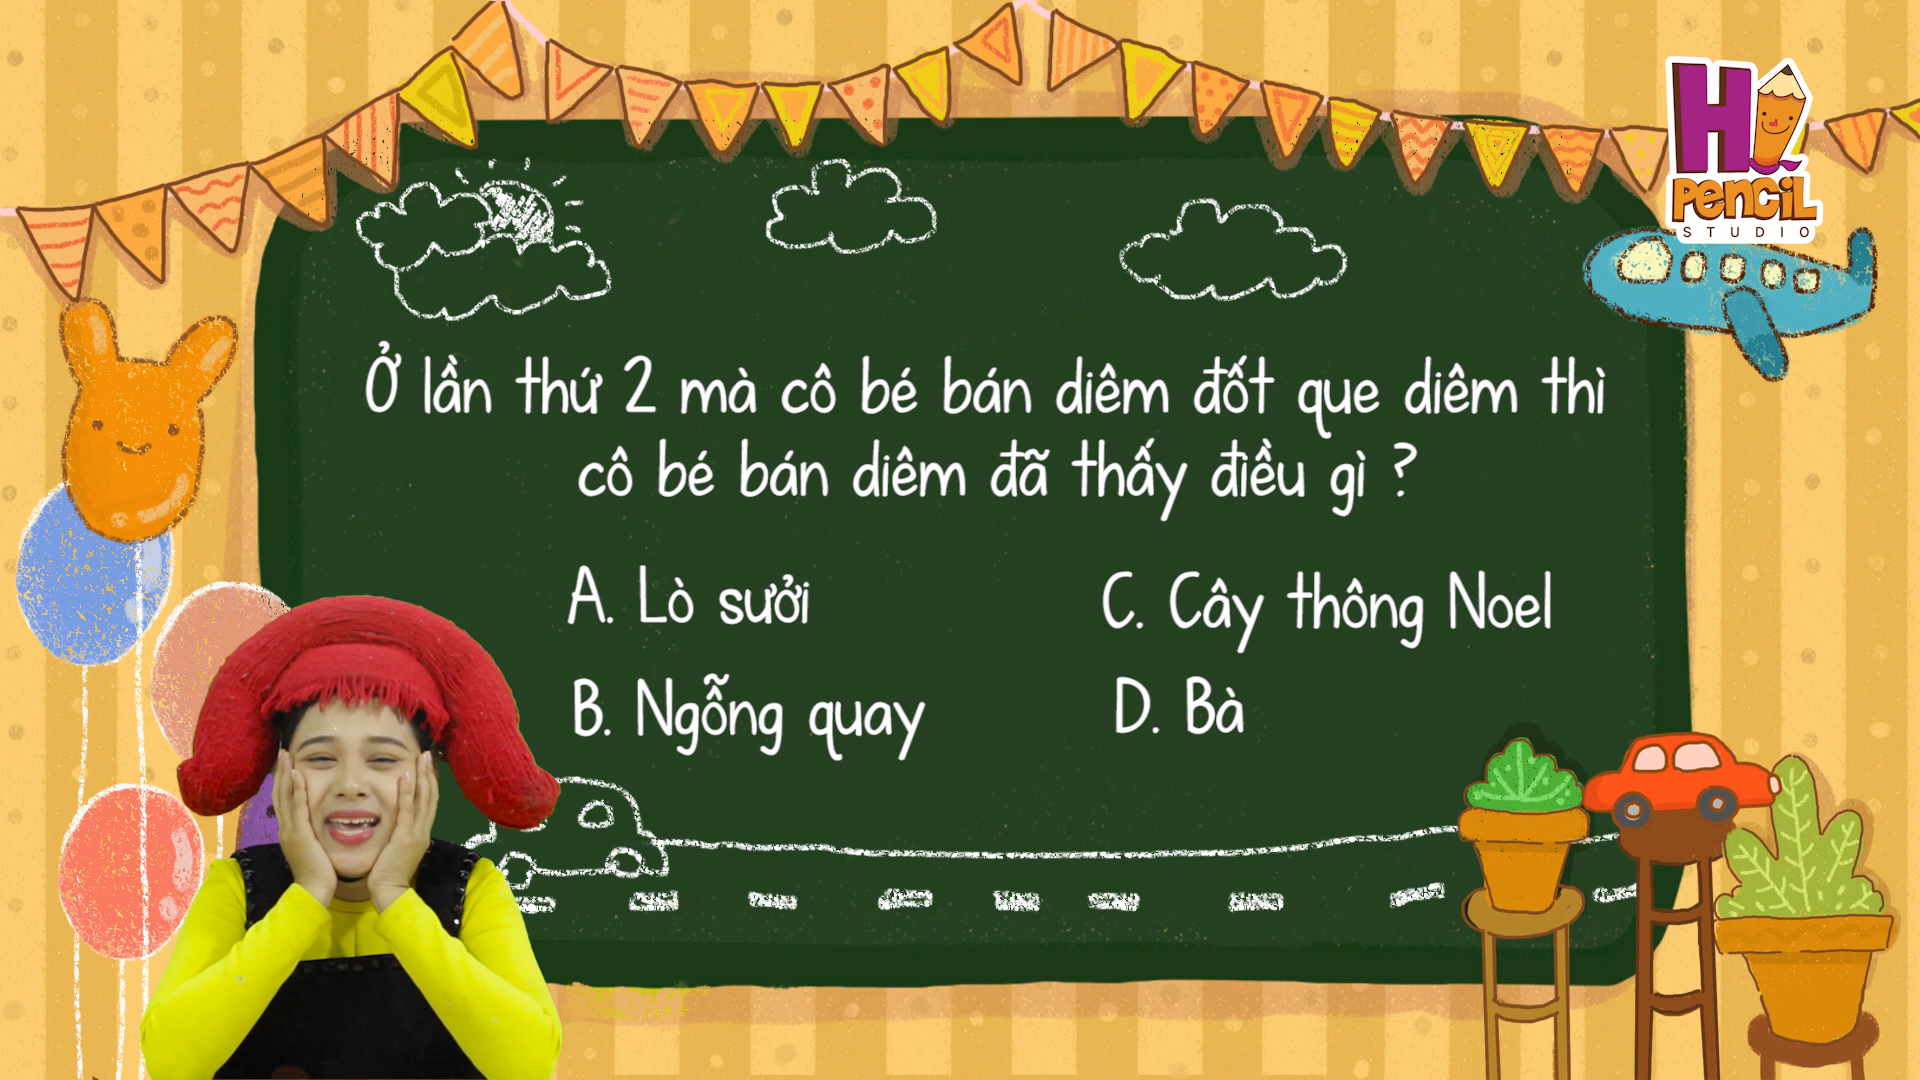 HI
PENCIL
STUDIO
Ở lần thứ 2 mà cô bé bán diêm đốt que diêm thì
cô bé bán diêm đã thấy điều gì ?
A. Lò sưởi
B. Ngỗng quay
C. Cây thông Noel
D. Bà